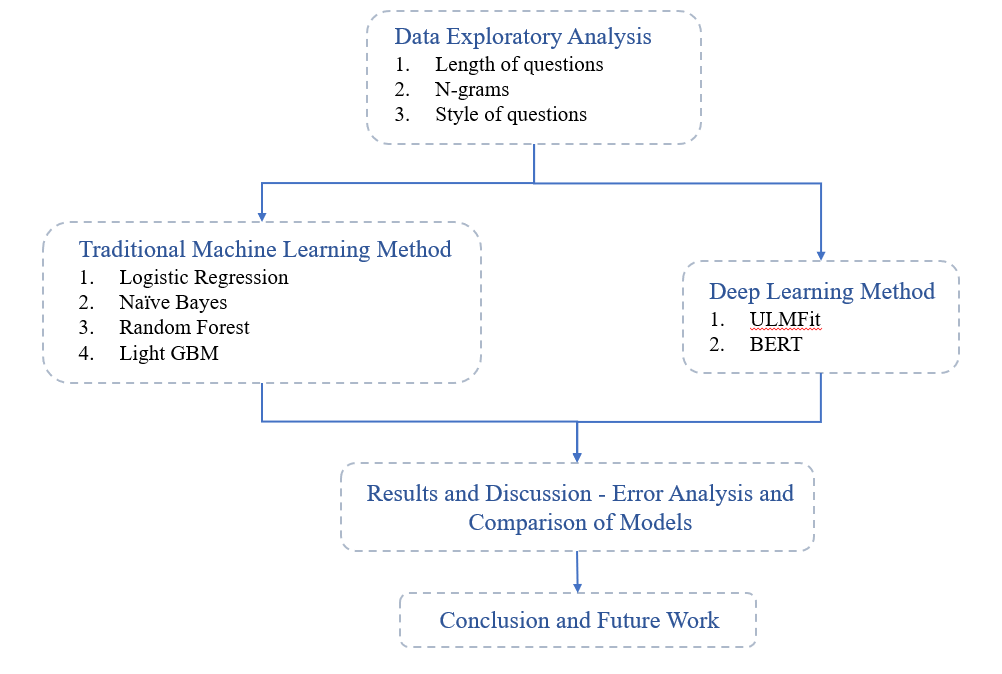 Data Exploratory Analysis
1. Length of questions
2. N-grams
3. Style of questions
Traditional Machine Learning Method
1. Logistic Regression
2. Naïve Bayes
3. Random Forest
4. Light GBM
Deep Learning Method
1. ULMFit
2. BERT
Results and Discussion - Error Analysis and
Comparison of Models
Conclusion and Future Work